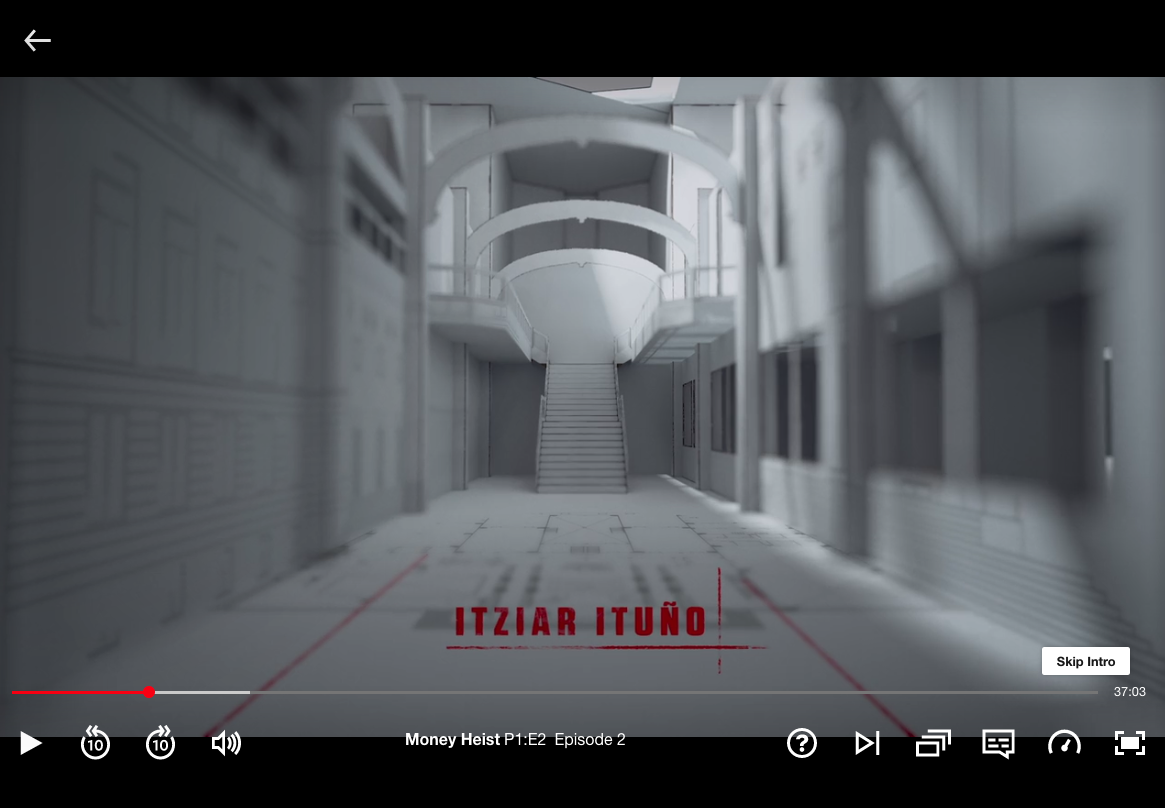 ITZIAR ITUÑO
Skip Intro
37:03
10
10
Money Heist P1:E2 Episode 2
?